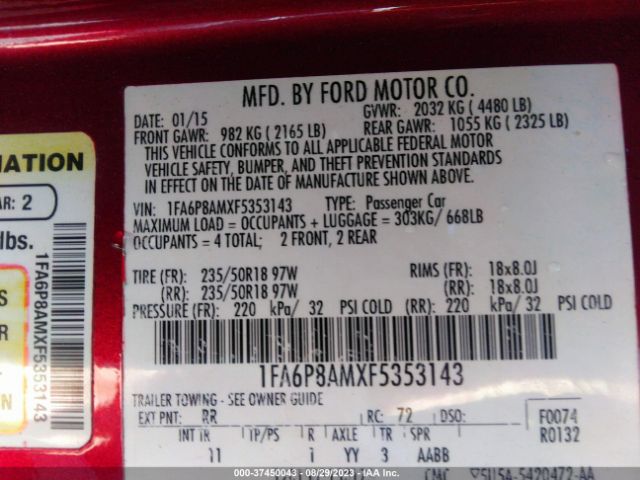 MFD. BY FORD MOTOR CO.
DATE: 01/15
GVWR: 2032 KG ( 4480 LB)
FRONT GAWR: 982 KG ( 2165 LB)
REAR GAWR: 1055 KG ( 2325 LB)
THIS VEHICLE CONFORMS TO ALL APPLICABLE FEDERAL MOTOR
VEHICLE SAFETY, BUMPER, AND THEFT PREVENTION STANDARDS
IN EFFECT ON THE DATE OF MANUFACTURE SHOWN ABOVE.
VIN: 1FA6P8AMXF5353143 TYPE: Passenger Car
MAXIMUM LOAD = OCCUPANTS + LUGGAGE = 303KG/ 668LB
OCCUPANTS = 4 TOTAL; 2 FRONT, 2 REAR
TIRE (FR): 235/50R18 97W RIMS (FR): 18x8.0J
(RR): 235/50R18 97W (RR): 18x8.0J
PRESSURE (FR): 220 kPa/ 32 PSI COLD (RR): 220 kPa/ 32 PSI COLD
1FA6P8AMXF5353143
TRAILER TOWING - SEE OWNER GUIDE
EXT PNT: RR RC: 72 DSO: F0074
R0132
INT TR TP/PS R AXLE TR SPR
11 I YY 3 AABB
CMC
MATION
AR: 2
lbs.
S
ER
N
1FA6P8AMXF5353143
230-37450043 - 08/29/2023 - IAA Inc.